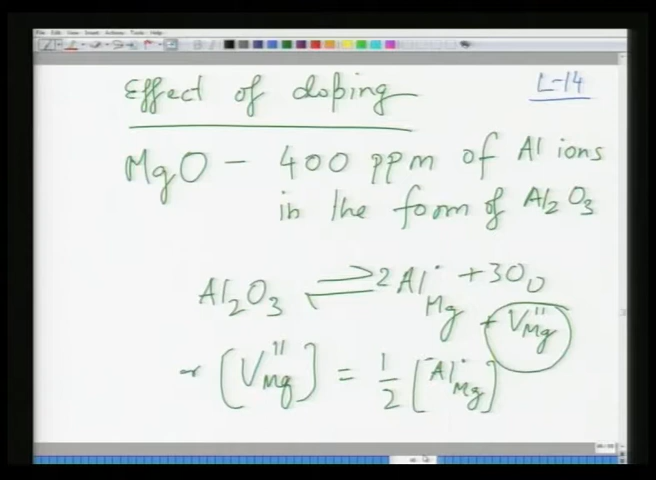 Effect of doping
L-14
MgO - 400 ppm of Al ions
in the form of Al2O3
Al2O3 ⇌ 2Al•Mg + 3OO
+ V''Mg
[V''Mg] = 1/2 [Al•Mg]